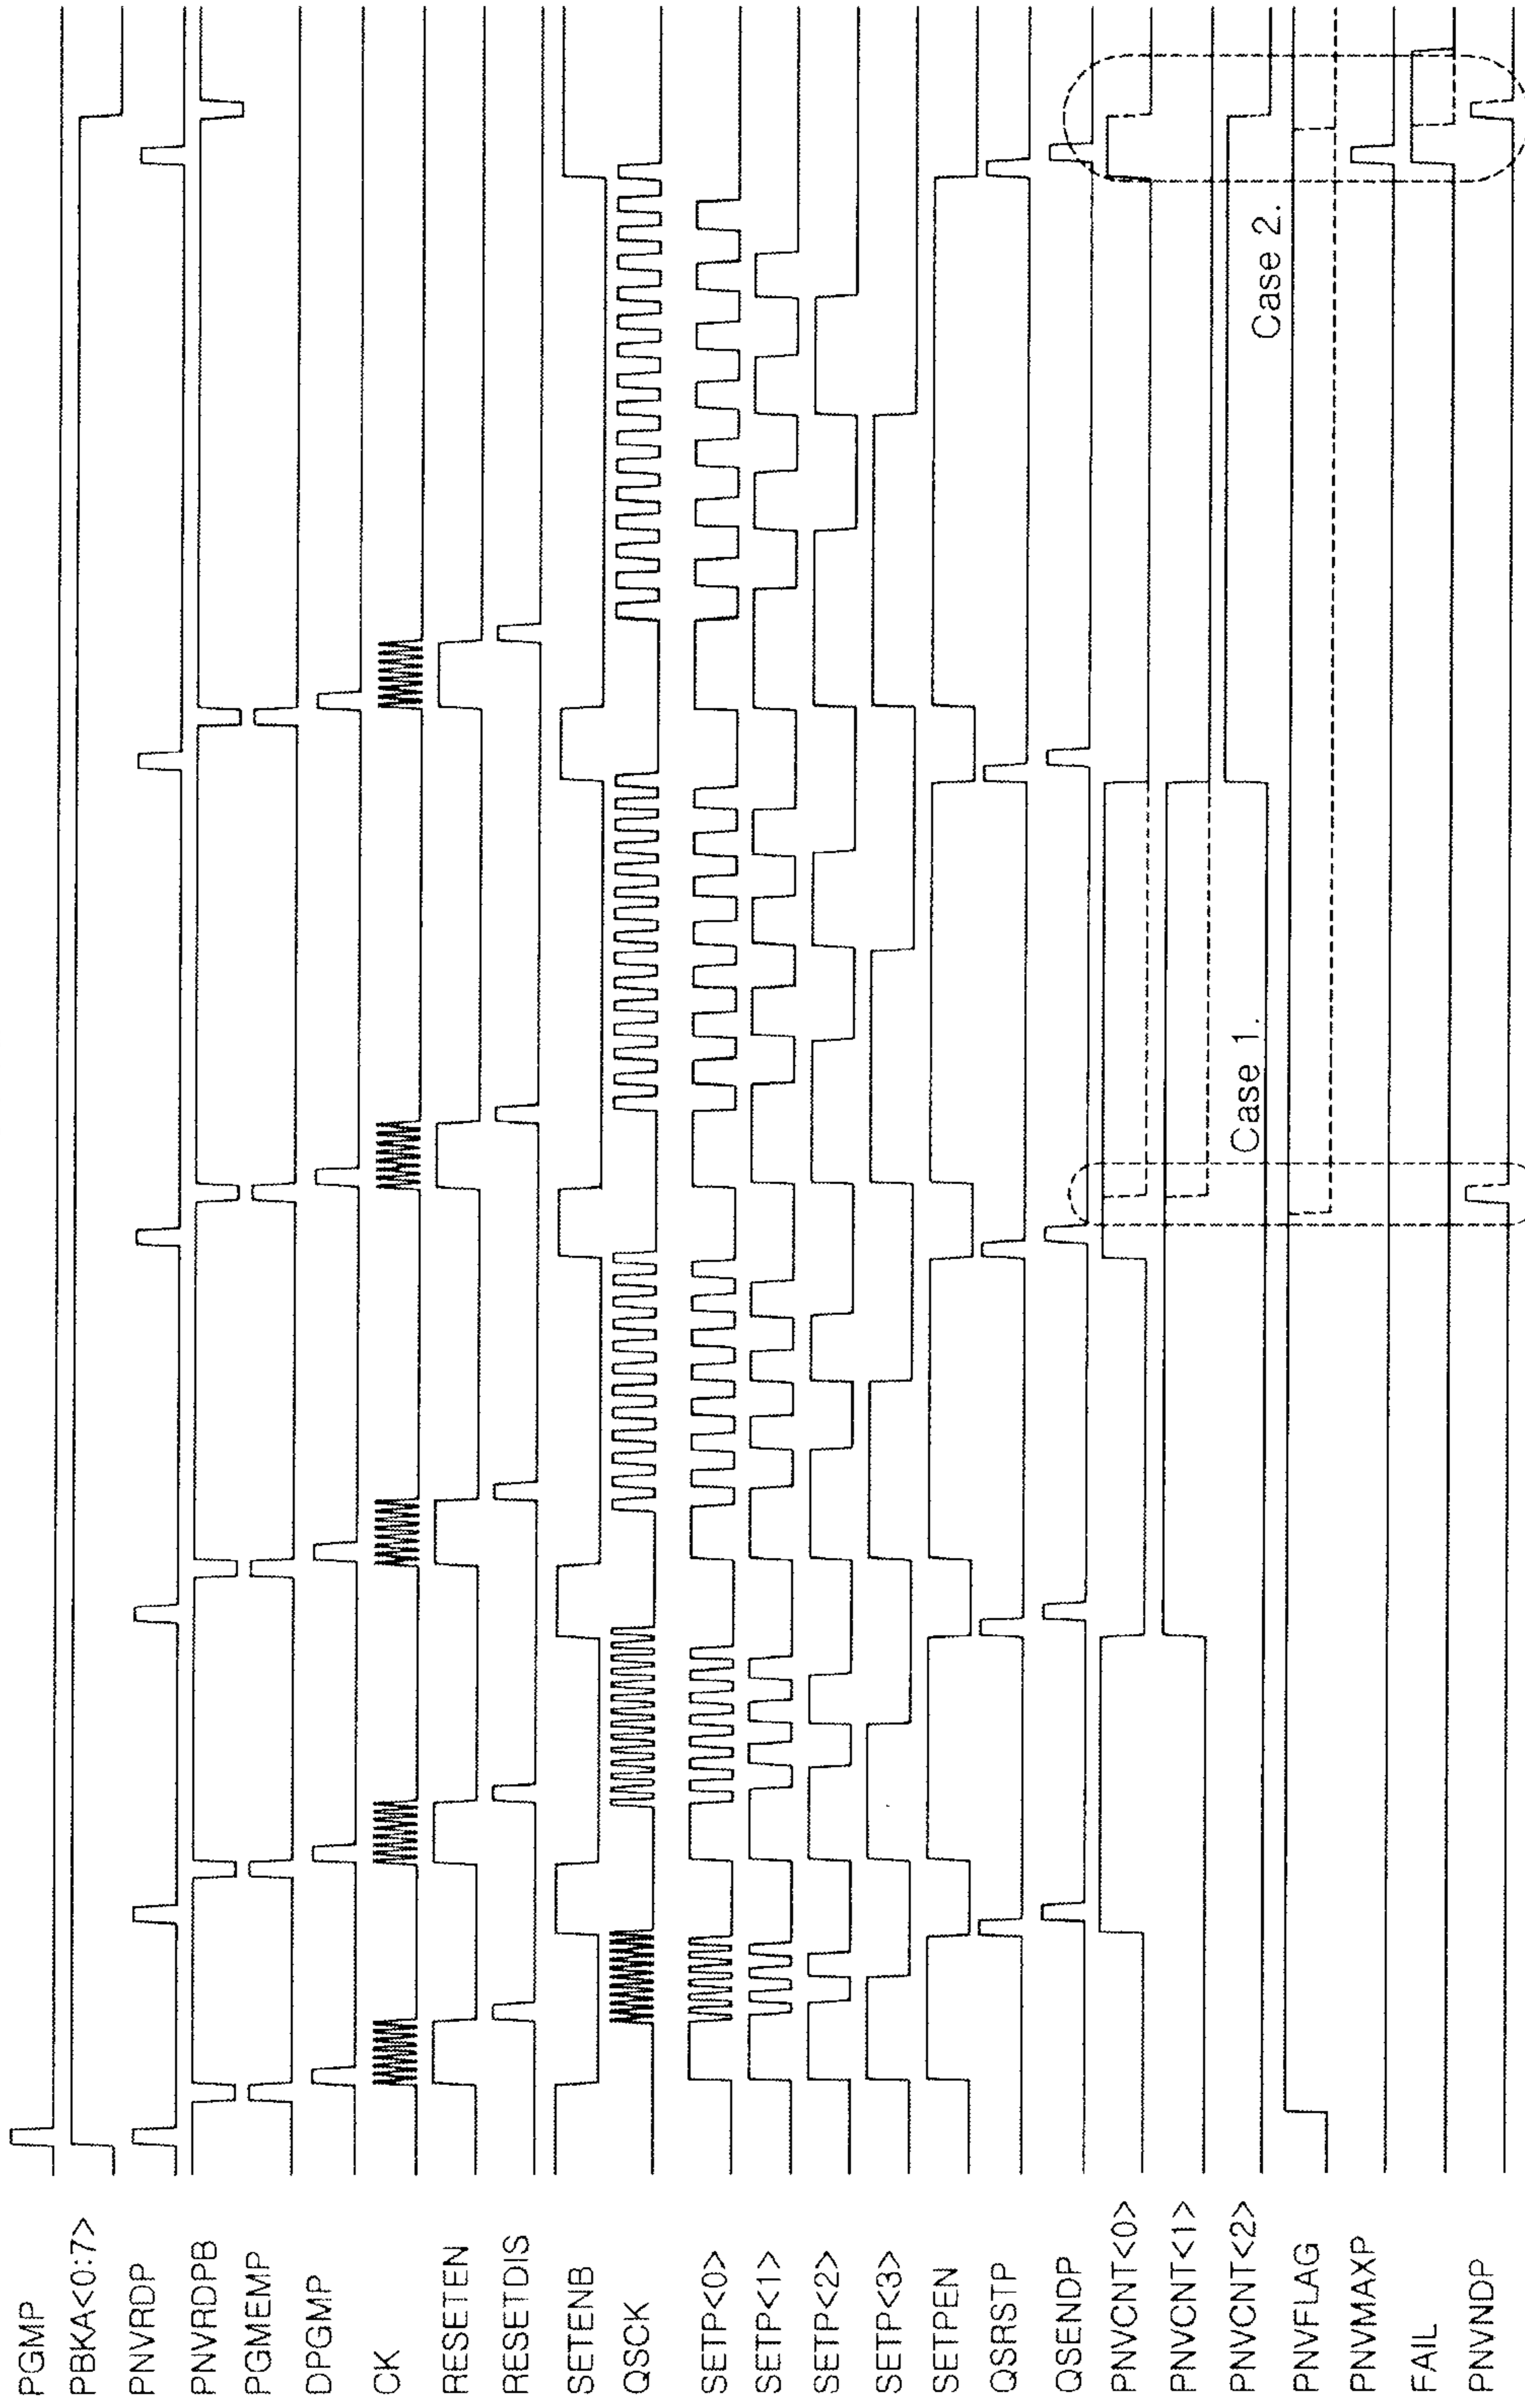 PGMP
PBKA<0:7>
PNVRDP
PNVRDPB
PGMEMP
DPGMP
CK
RESETEN
RESETDIS
SETENB
QSCK
SETP<0>
SETP<1>
SETP<2>
SETP<3>
SETPEN
QSRSTP
QSENDP
PNVCNT<0>
PNVCNT<1>
PNVCNT<2>
PNVFLAG
PNVMAXP
FAIL
PNVNDP
Case 1.
Case 2.